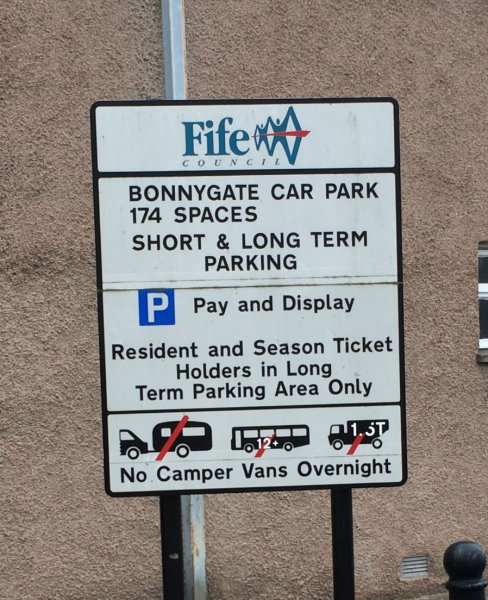 Fife
COUNCIL
BONNYGATE CAR PARK
174 SPACES
SHORT & LONG TERM
PARKING
P Pay and Display
Resident and Season Ticket
Holders in Long
Term Parking Area Only
12+ 1.5T
No Camper Vans Overnight